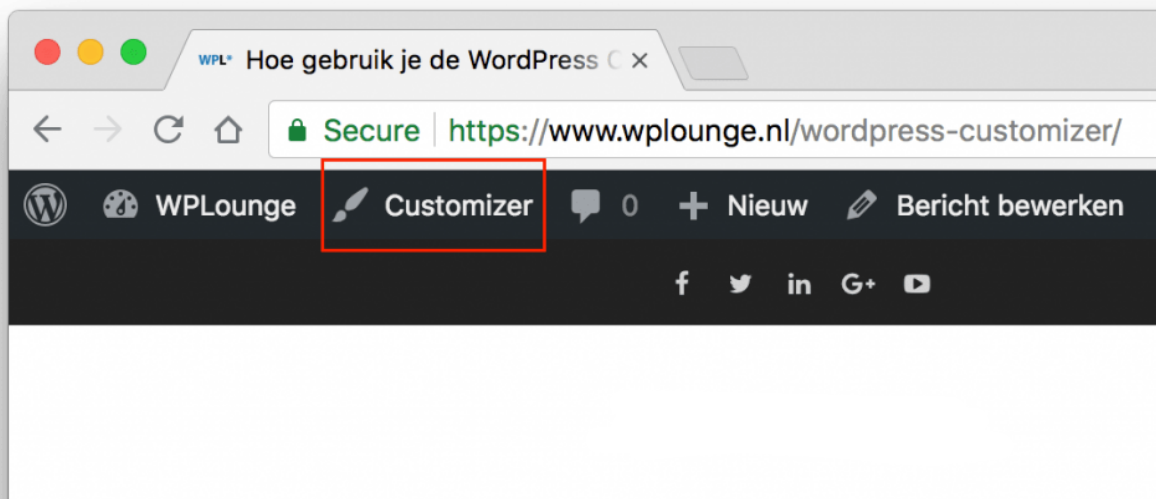 WPL* Hoe gebruik je de WordPress C
Secure https://www.wplounge.nl/wordpress-customizer/
WPLounge Customizer 0 Nieuw Bericht bewerken
f in G+